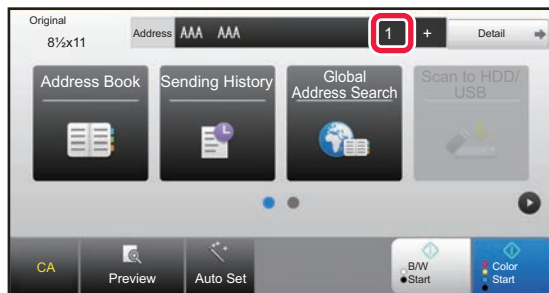 Original
8½x11
Address AAA AAA 1 + Detail
Address Book
Sending History
Global
Address Search
Scan to HDD/
USB
CA
Preview
Auto Set
B/W
Start
Color
Start